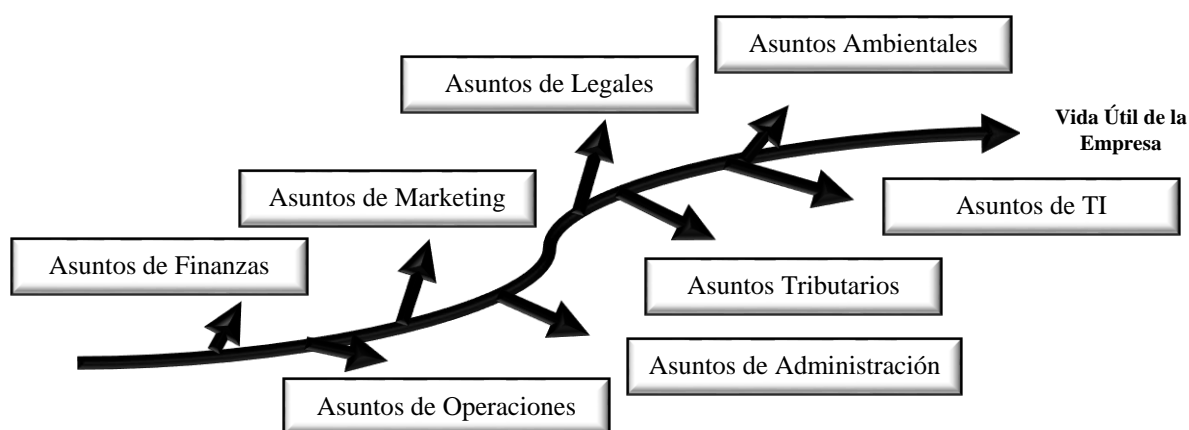 Asuntos Ambientales
Asuntos de Legales
Vida Útil de la
Empresa
Asuntos de Marketing
Asuntos de TI
Asuntos de Finanzas
Asuntos Tributarios
Asuntos de Administración
Asuntos de Operaciones